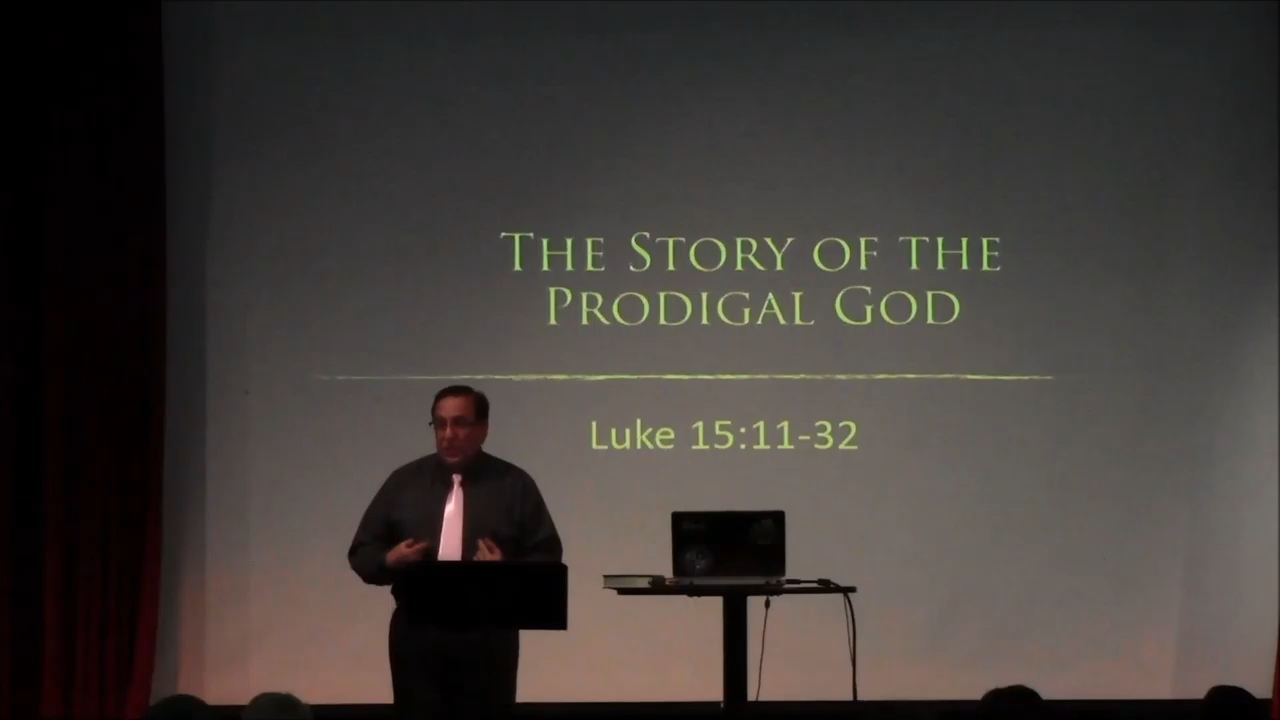 The Story of the
Prodigal God
Luke 15:11-32